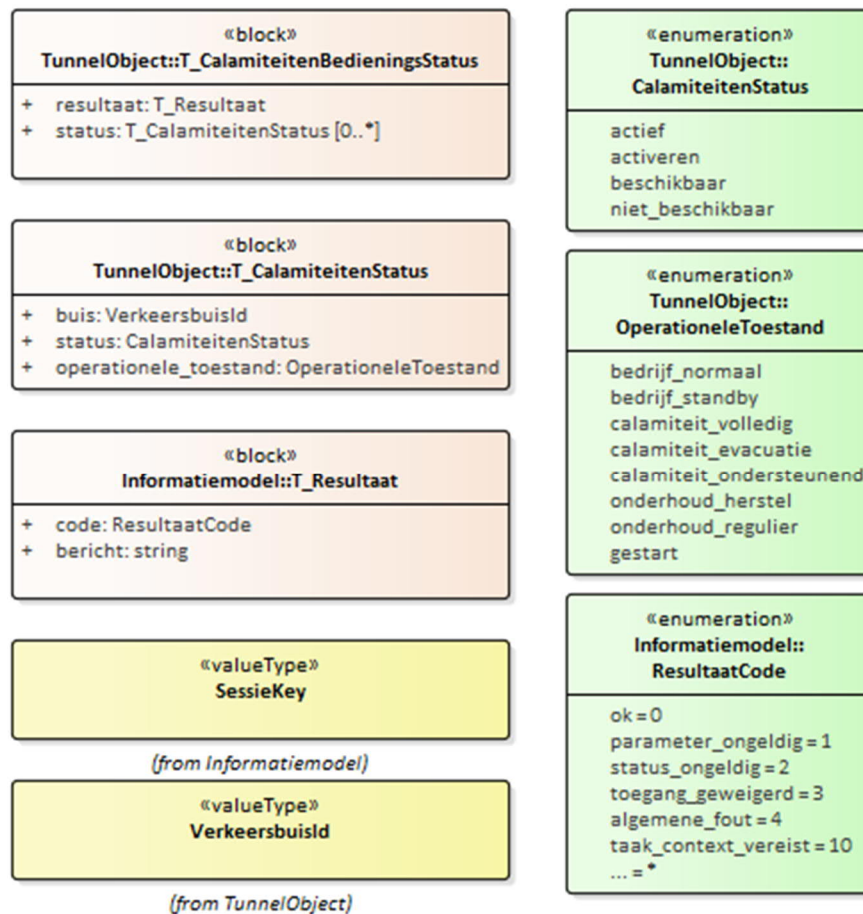 «block»
TunnelObject::T_CalamiteitenBedieningsStatus
+ resultaat: T_Resultaat
+ status: T_CalamiteitenStatus [0..*]
«block»
TunnelObject::T_CalamiteitenStatus
+ buis: VerkeersbuisId
+ status: CalamiteitenStatus
+ operationele_toestand: OperationeleToestand
«block»
Informatiemodel::T_Resultaat
+ code: ResultaatCode
+ bericht: string
«valueType»
SessieKey
(from Informatiemodel)
«valueType»
VerkeersbuisId
(from TunnelObject)
«enumeration»
TunnelObject::
CalamiteitenStatus
actief
activeren
beschikbaar
niet_beschikbaar
«enumeration»
TunnelObject::
OperationeleToestand
bedrijf_normaal
bedrijf_standby
calamiteit_volledig
calamiteit_evacuatie
calamiteit_ondersteunend
onderhoud_herstel
onderhoud_regulier
gestart
«enumeration»
Informatiemodel::
ResultaatCode
ok = 0
parameter_ongeldig = 1
status_ongeldig = 2
toegang_geweigerd = 3
algemene_fout = 4
taak_context_vereist = 10
... = *